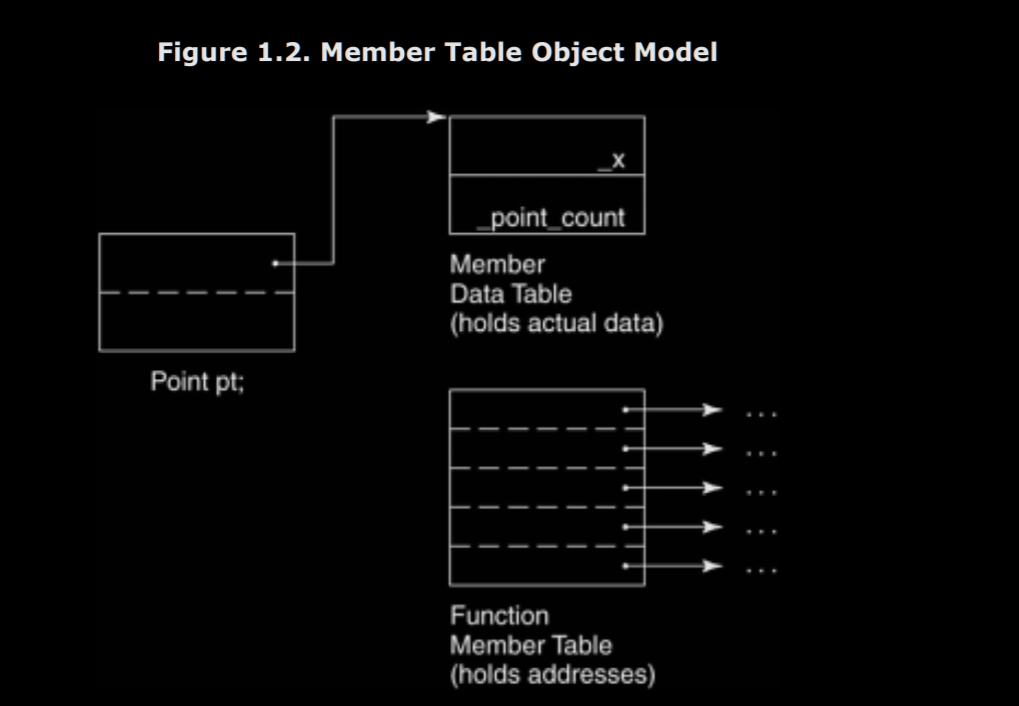 Figure 1.2. Member Table Object Model
_x
_point_count
Member
Data Table
(holds actual data)
Point pt;
...
...
...
...
...
Function
Member Table
(holds addresses)